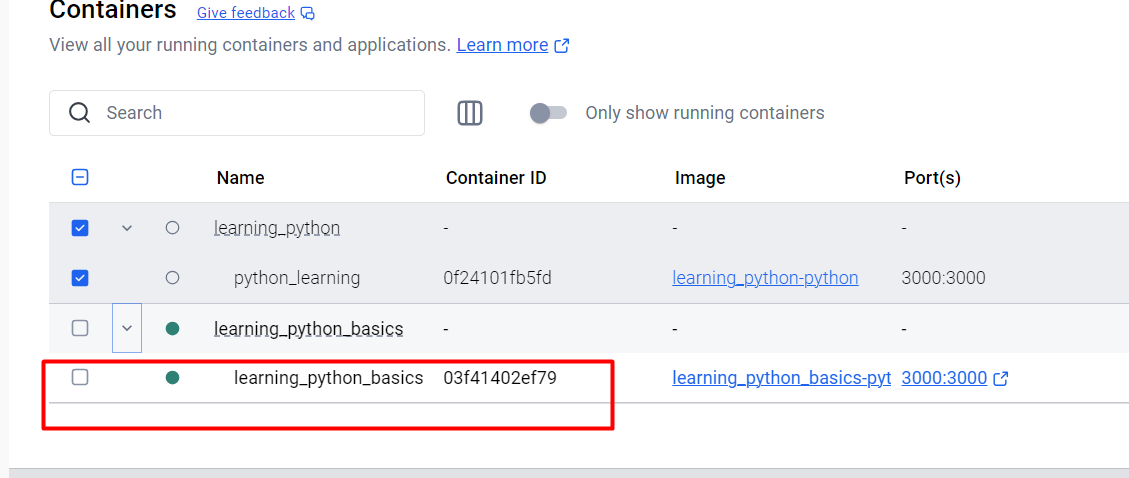 Containers Give feedback
View all your running containers and applications. Learn more
Search Only show running containers
Name Container ID Image Port(s)
learning_python - - -
python_learning 0f24101fb5fd learning_python-python 3000:3000
learning_python_basics - - -
learning_python_basics 03f41402ef79 learning_python_basics-pyt 3000:3000